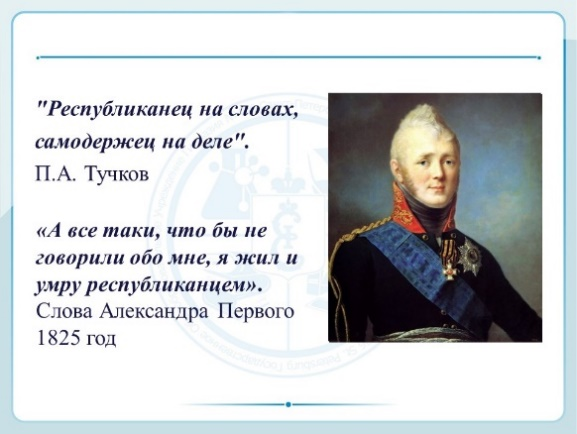 "Республиканец на словах,
самодержец на деле".
П.А. Тучков
«А все таки, что бы не
говорили обо мне, я жил и
умру республиканцем».
Слова Александра Первого
1825 год